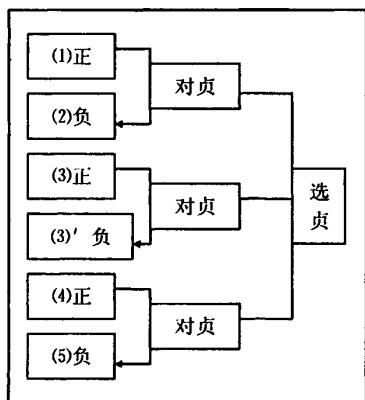 (1)正
对贞
(2)负
(3)正
对贞
(3)′负
选贞
(4)正
对贞
(5)负